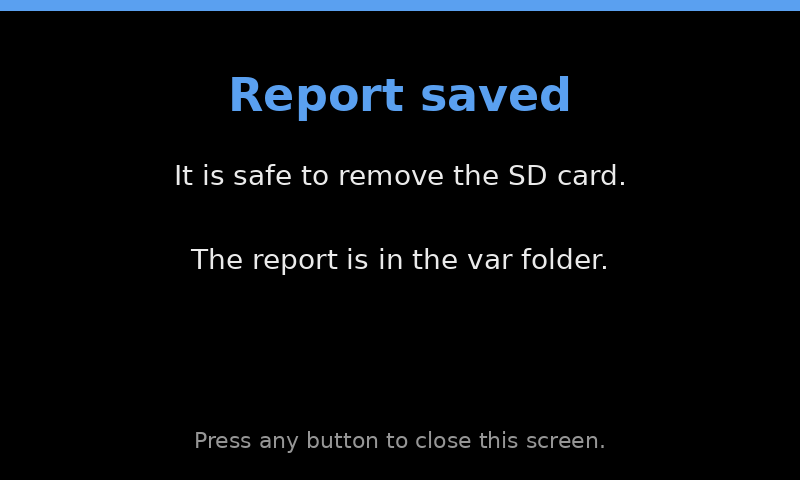 Report saved
It is safe to remove the SD card.
The report is in the var folder.
Press any button to close this screen.